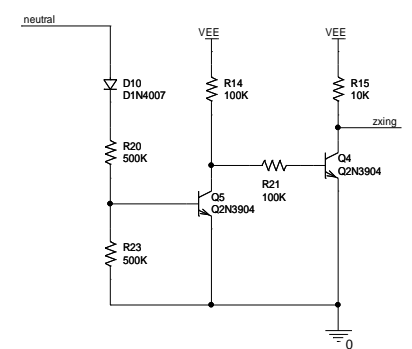 neutral
VEE
VEE
D10
D1N4007
R14
100K
R15
10K
zxing
R20
500K
Q4
Q2N3904
R21
100K
Q5
Q2N3904
R23
500K
0